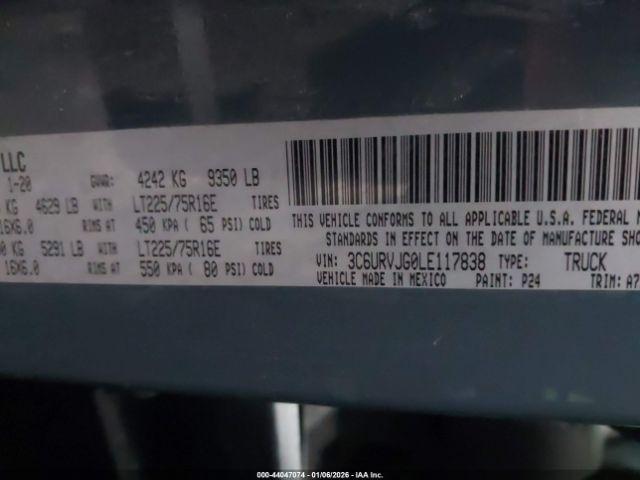 LLC
1-20 GVWR: 4242 KG 9350 LB
KG 4629 LB WITH LT225/75R16E TIRES
16X6.0 RIMS AT 450 KPA ( 65 PSI) COLD
0 KG 5291 LB WITH LT225/75R16E TIRES
16X6.0 RIMS AT 550 KPA ( 80 PSI) COLD
THIS VEHICLE CONFORMS TO ALL APPLICABLE U.S.A. FEDERAL
STANDARDS IN EFFECT ON THE DATE OF MANUFACTURE SHO
VIN: 3C6URVJG0LE117838 TYPE: TRUCK
VEHICLE MADE IN MEXICO PAINT: P24 TRIM: A7
000-44047074 - 01/06/2026 - IAA Inc.